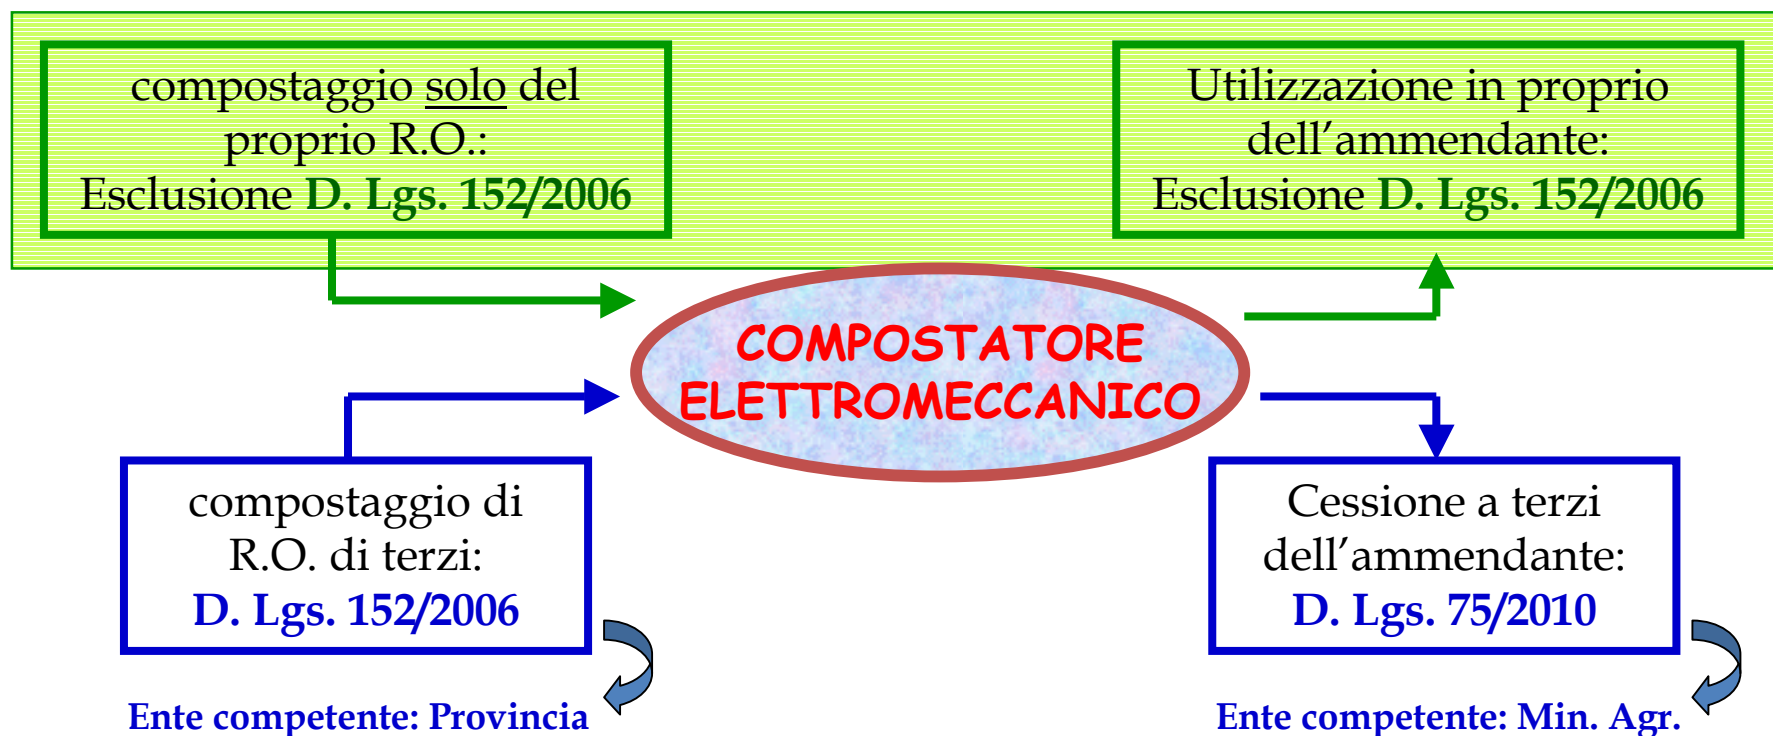 compostaggio solo del
proprio R.O.:
Esclusione D. Lgs. 152/2006
Utilizzazione in proprio
dell’ammendante:
Esclusione D. Lgs. 152/2006
COMPOSTATORE
ELETTROMECCANICO
compostaggio di
R.O. di terzi:
D. Lgs. 152/2006
Cessione a terzi
dell’ammendante:
D. Lgs. 75/2010
Ente competente: Provincia
Ente competente: Min. Agr.